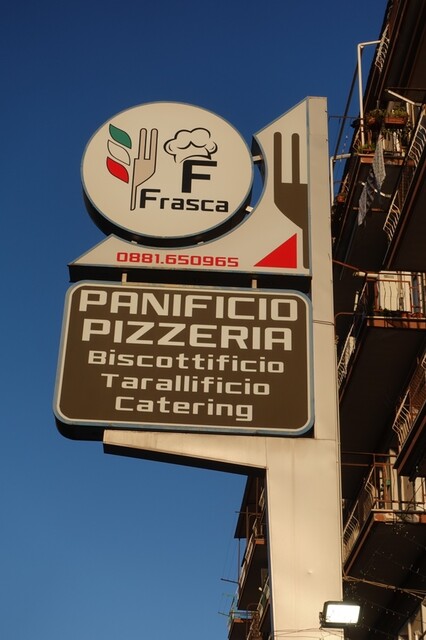 F
Frasca
0881.650965
PANIFICIO
PIZZERIA
Biscottificio
Tarallificio
Catering